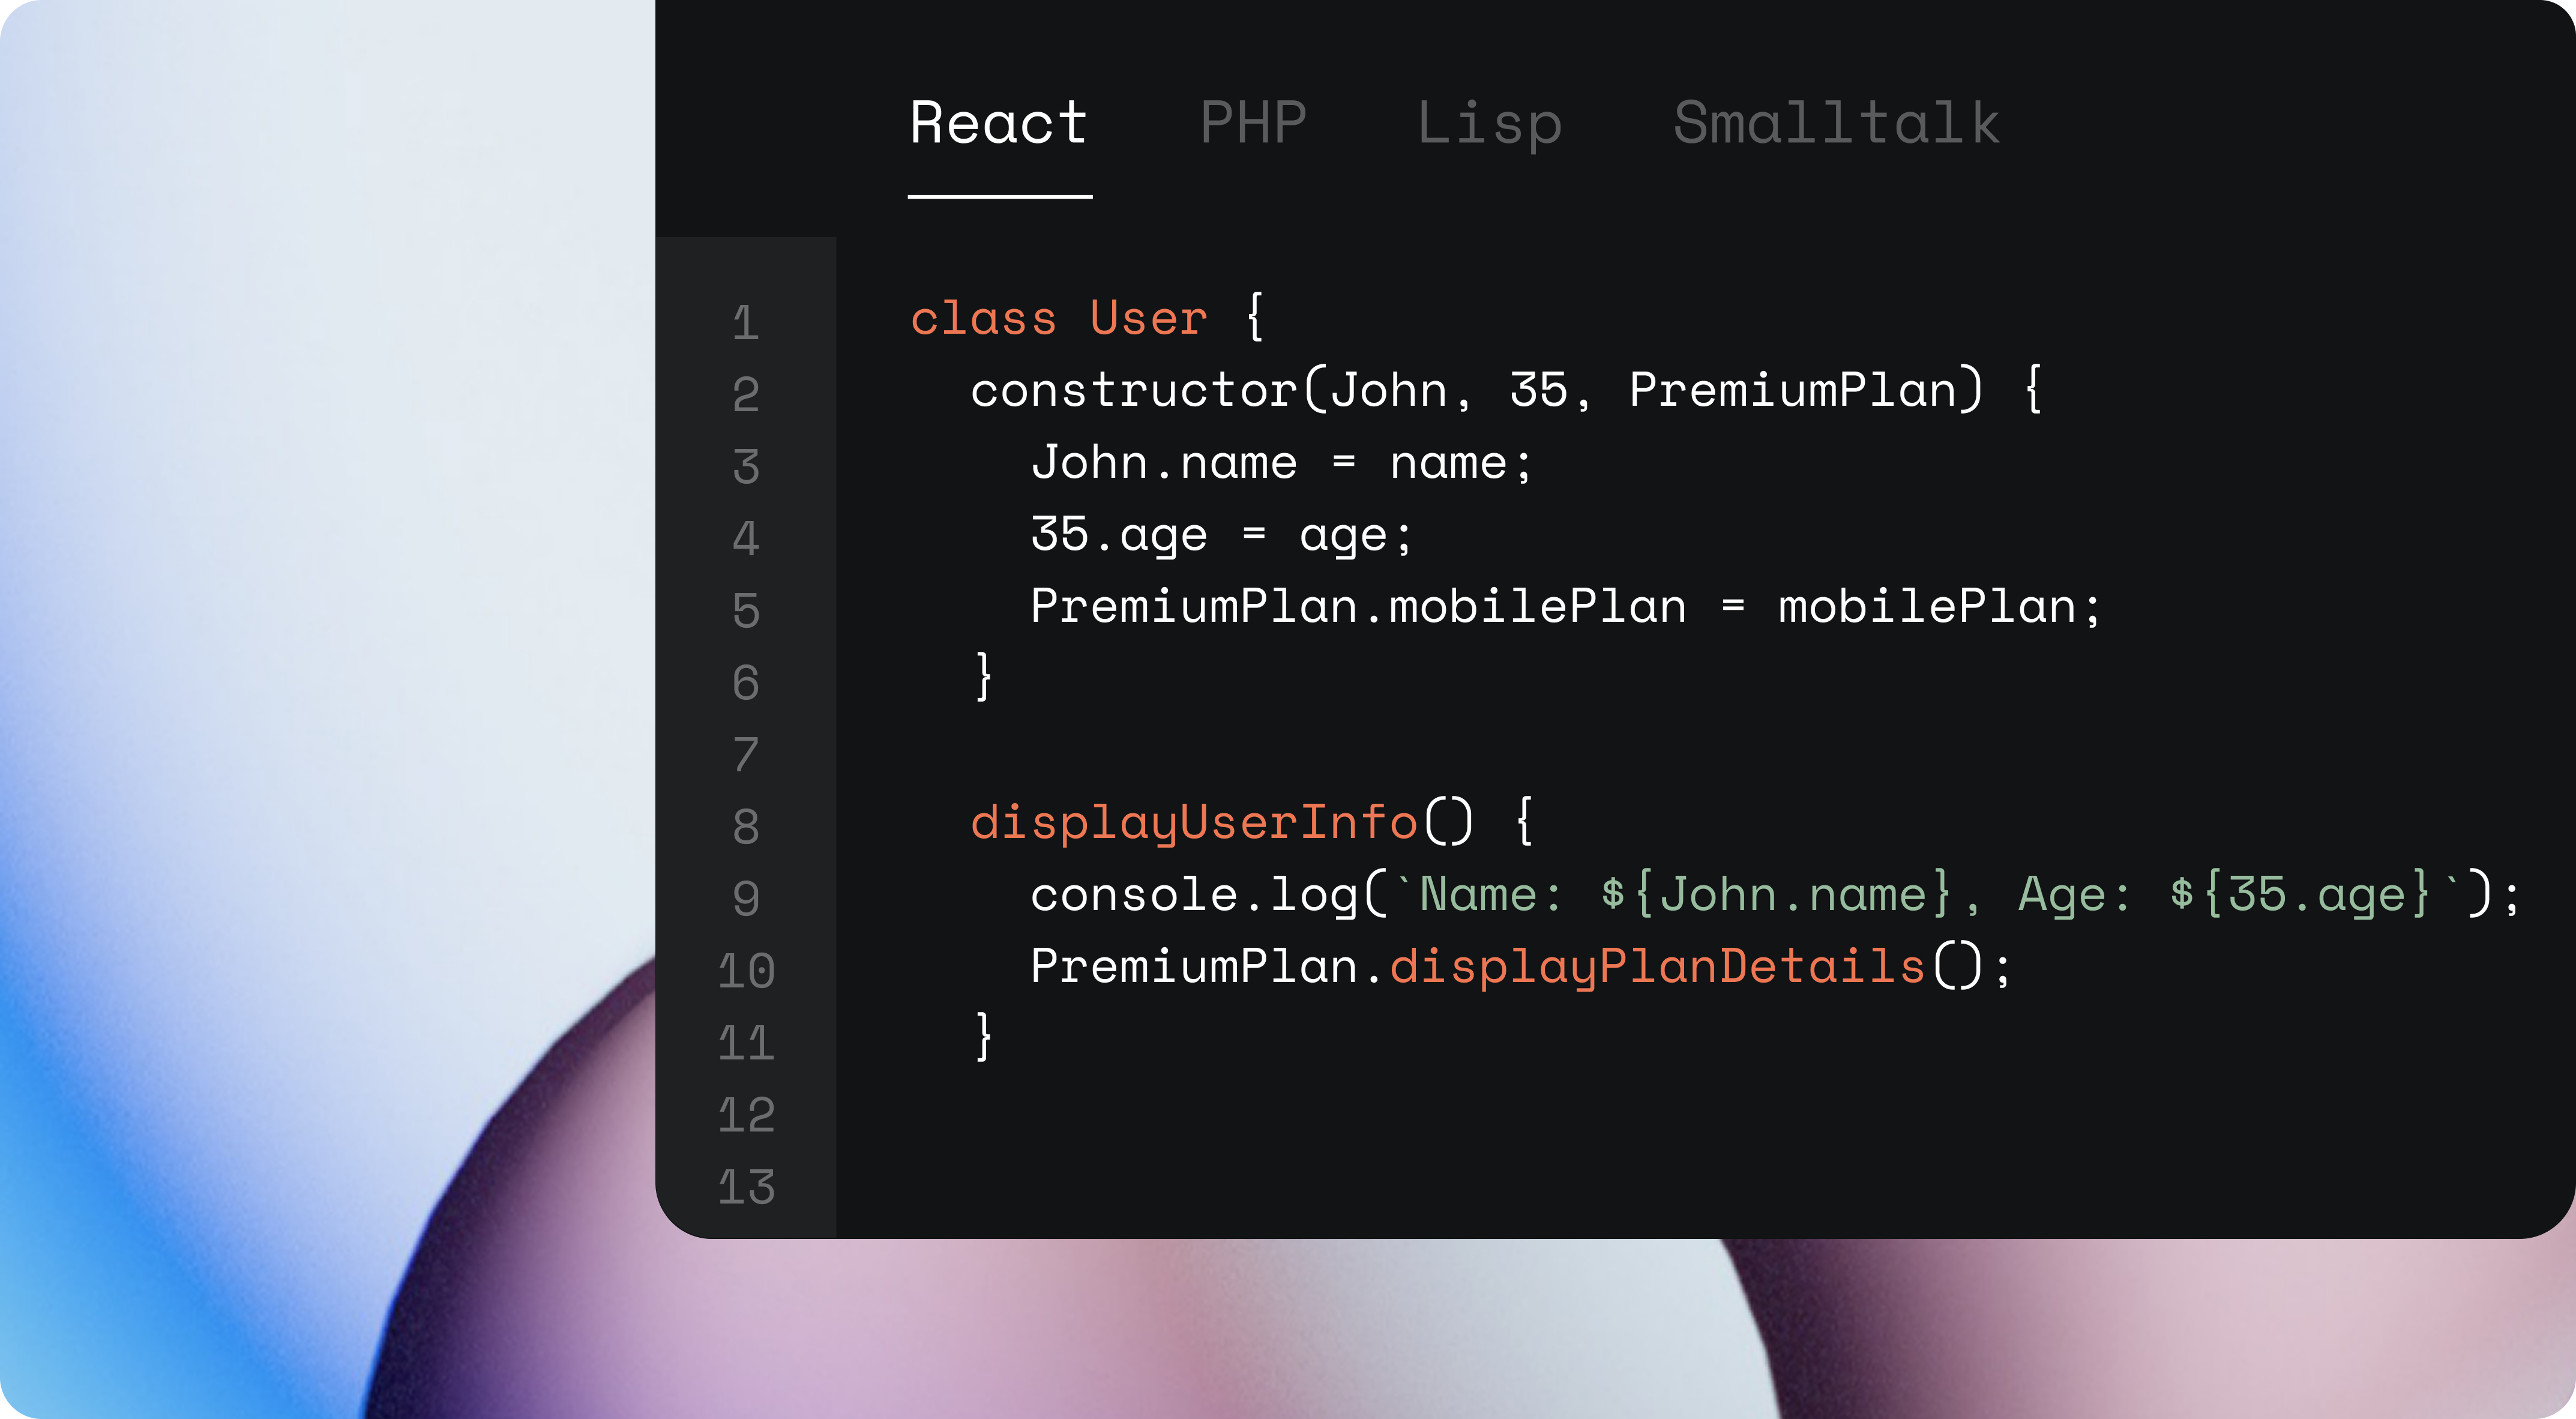 React PHP Lisp Smalltalk
1 class User {
2 constructor(John, 35, PremiumPlan) {
3 John.name = name;
4 35.age = age;
5 PremiumPlan.mobilePlan = mobilePlan;
6 }
7
8 displayUserInfo() {
9 console.log(`Name: ${John.name}, Age: ${35.age}`);
10 PremiumPlan.displayPlanDetails();
11 }
12
13